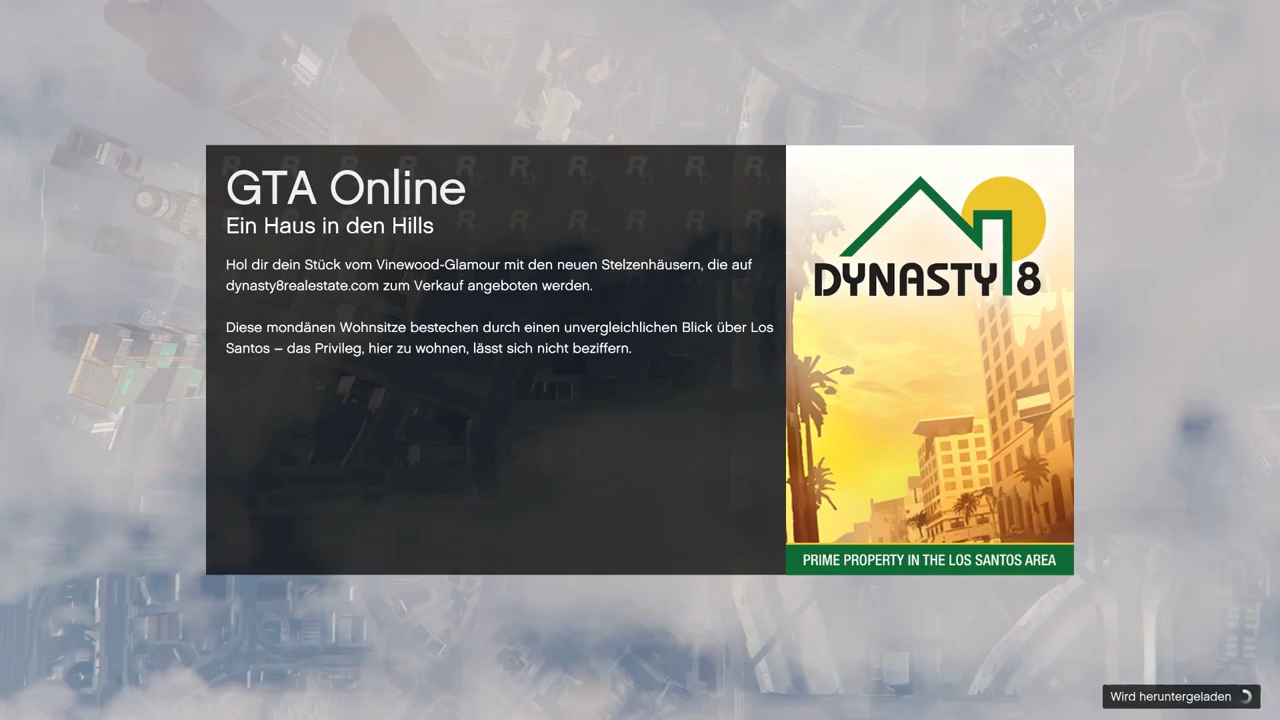 GTA Online
Ein Haus in den Hills
Hol dir dein Stück vom Vinewood-Glamour mit den neuen Stelzenhäusern, die auf
dynasty8realestate.com zum Verkauf angeboten werden.
Diese mondänen Wohnsitze bestechen durch einen unvergleichlichen Blick über Los
Santos – das Privileg, hier zu wohnen, lässt sich nicht beziffern.
DYNASTY 8
PRIME PROPERTY IN THE LOS SANTOS AREA
Wird heruntergeladen